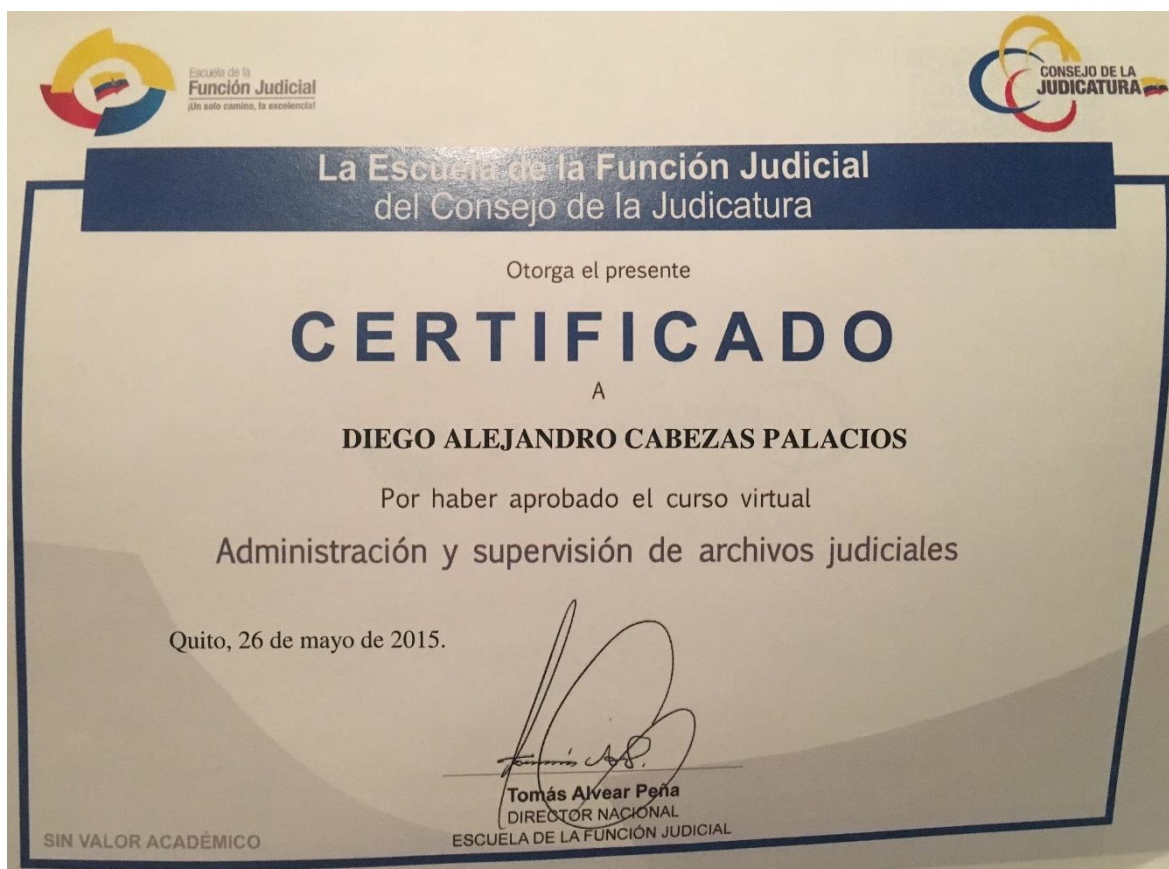 Escuela de la
Función Judicial
¡Un solo camino, la excelencia!
CONSEJO DE LA
JUDICATURA
La Escuela de la Función Judicial
del Consejo de la Judicatura
Otorga el presente
CERTIFICADO
A
DIEGO ALEJANDRO CABEZAS PALACIOS
Por haber aprobado el curso virtual
Administración y supervisión de archivos judiciales
Quito, 26 de mayo de 2015.
Tomás Alvear Peña
DIRECTOR NACIONAL
ESCUELA DE LA FUNCIÓN JUDICIAL
SIN VALOR ACADÉMICO